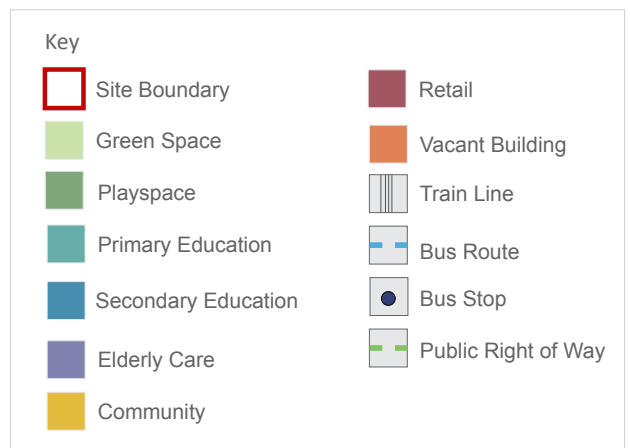 Key
Site Boundary
Green Space
Playspace
Primary Education
Secondary Education
Elderly Care
Community
Retail
Vacant Building
Train Line
Bus Route
Bus Stop
Public Right of Way